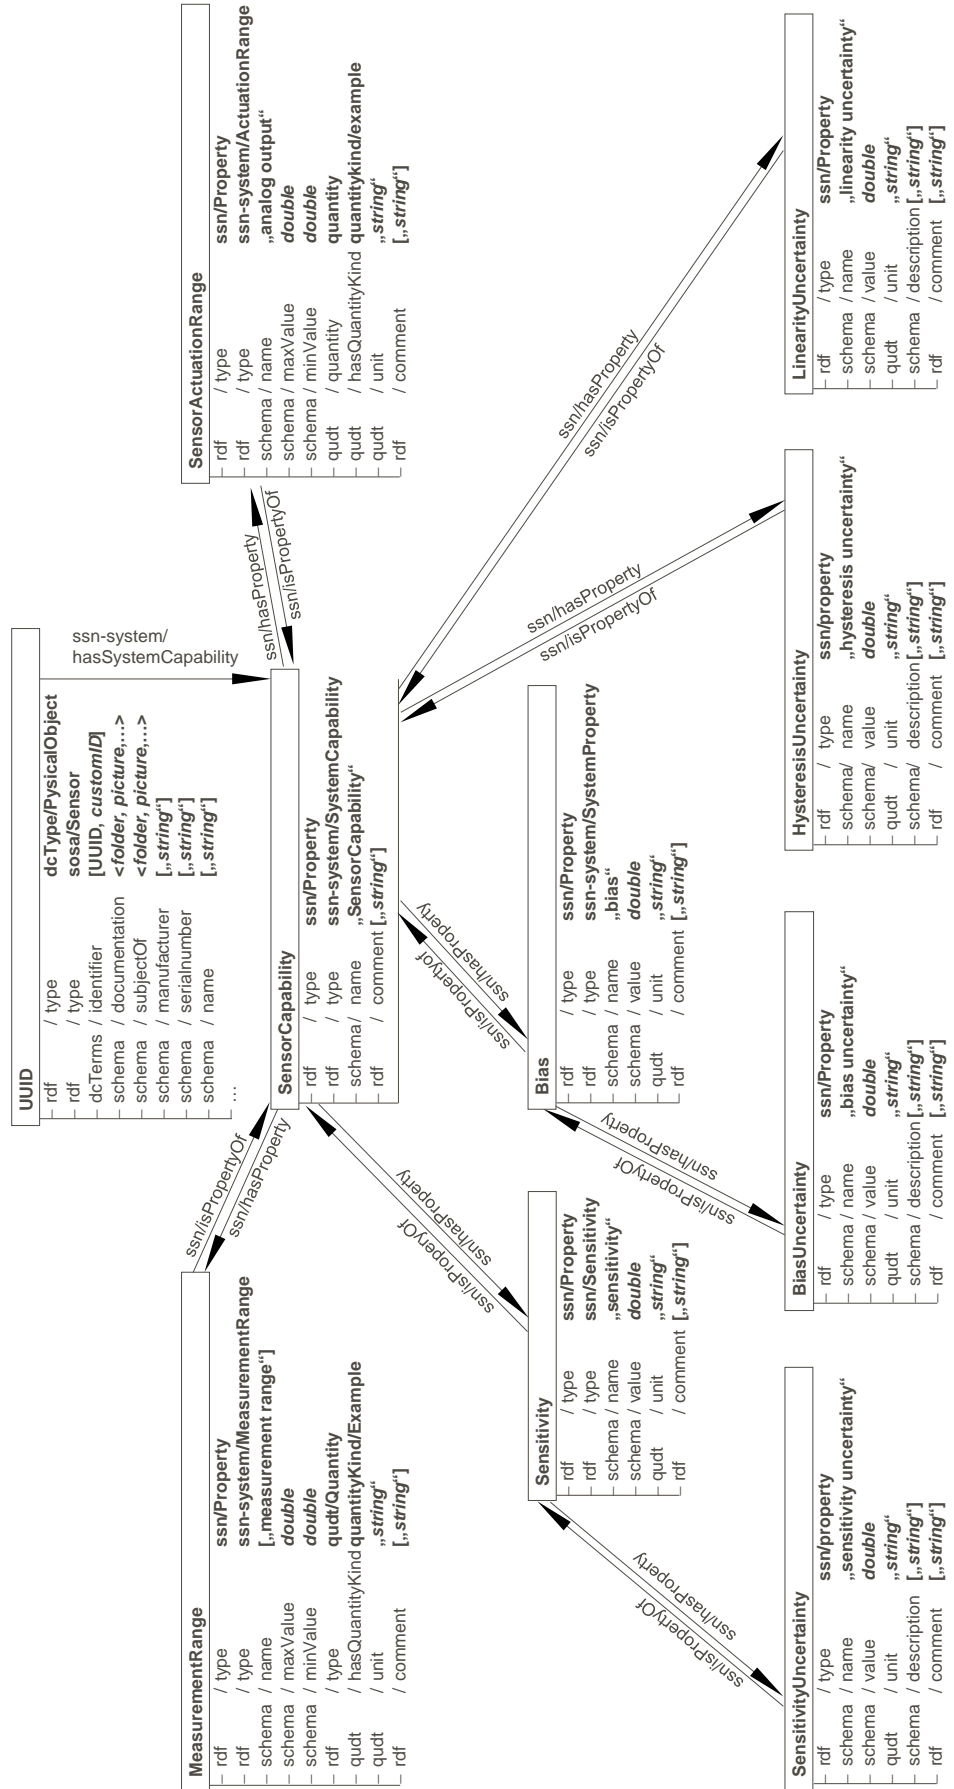 UUID
rdf / type dcType/PysicalObject
rdf / type sosa/Sensor
dcTerms / identifier [UUID, customID]
schema / documentation <folder, picture,...>
schema / subjectOf <folder, picture,...>
schema / manufacturer [„string“]
schema / serialnumber [„string“]
schema / name [„string“]
...
ssn-system/
hasSystemCapability
MeasurementRange
rdf / type ssn/Property
rdf / type ssn-system/MeasurementRange
schema / name [„measurement range“]
schema / maxValue double
schema / minValue double
rdf / type qudt/Quantity
qudt / hasQuantityKind quantityKind/Example
qudt / unit „string“
rdf / comment [„string“]
ssn/isPropertyOf
ssn/hasProperty
SensorCapability
rdf / type ssn/Property
rdf / type ssn-system/SystemCapability
schema/ name „SensorCapability“
rdf / comment [„string“]
ssn/hasProperty
ssn/isPropertyOf
SensorActuationRange
rdf / type ssn/Property
rdf / type ssn-system/ActuationRange
schema / name „analog output“
schema / maxValue double
schema / minValue double
qudt / quantity quantity
qudt / hasQuantityKind quantitykind/example
qudt / unit „string“
rdf / comment [„string“]
ssn/hasProperty
ssn/isPropertyOf
ssn/hasProperty
ssn/isPropertyof
ssn/hasProperty
ssn/isPropertyOf
ssn/hasProperty
ssn/isPropertyOf
Sensitivity
rdf / type ssn/Property
rdf / type ssn/Sensitivity
schema / name „sensitivity“
schema / value double
qudt / unit „string“
rdf / comment [„string“]
Bias
rdf / type ssn/Property
rdf / type ssn-system/SystemProperty
schema / name „bias“
schema / value double
qudt / unit „string“
rdf / comment [„string“]
ssn/hasProperty
ssn/isPropertyOf
ssn/hasProperty
ssn/isPropertyOf
SensitivityUncertainty
rdf / type ssn/property
schema / name „sensitivity uncertainty“
schema / value double
qudt / unit „string“
schema / description [„string“]
rdf / comment [„string“]
BiasUncertainty
rdf / type ssn/Property
schema / name „bias uncertainty“
schema / value double
qudt / unit „string“
schema / description [„string“]
rdf / comment [„string“]
HysteresisUncertainty
rdf / type ssn/property
schema/ name „hysteresis uncertainty“
schema/ value double
qudt / unit „string“
schema/ description [„string“]
rdf / comment [„string“]
LinearityUncertainty
rdf / type ssn/Property
schema / name „linearity uncertainty“
schema / value double
qudt / unit „string“
schema / description [„string“]
rdf / comment [„string“]